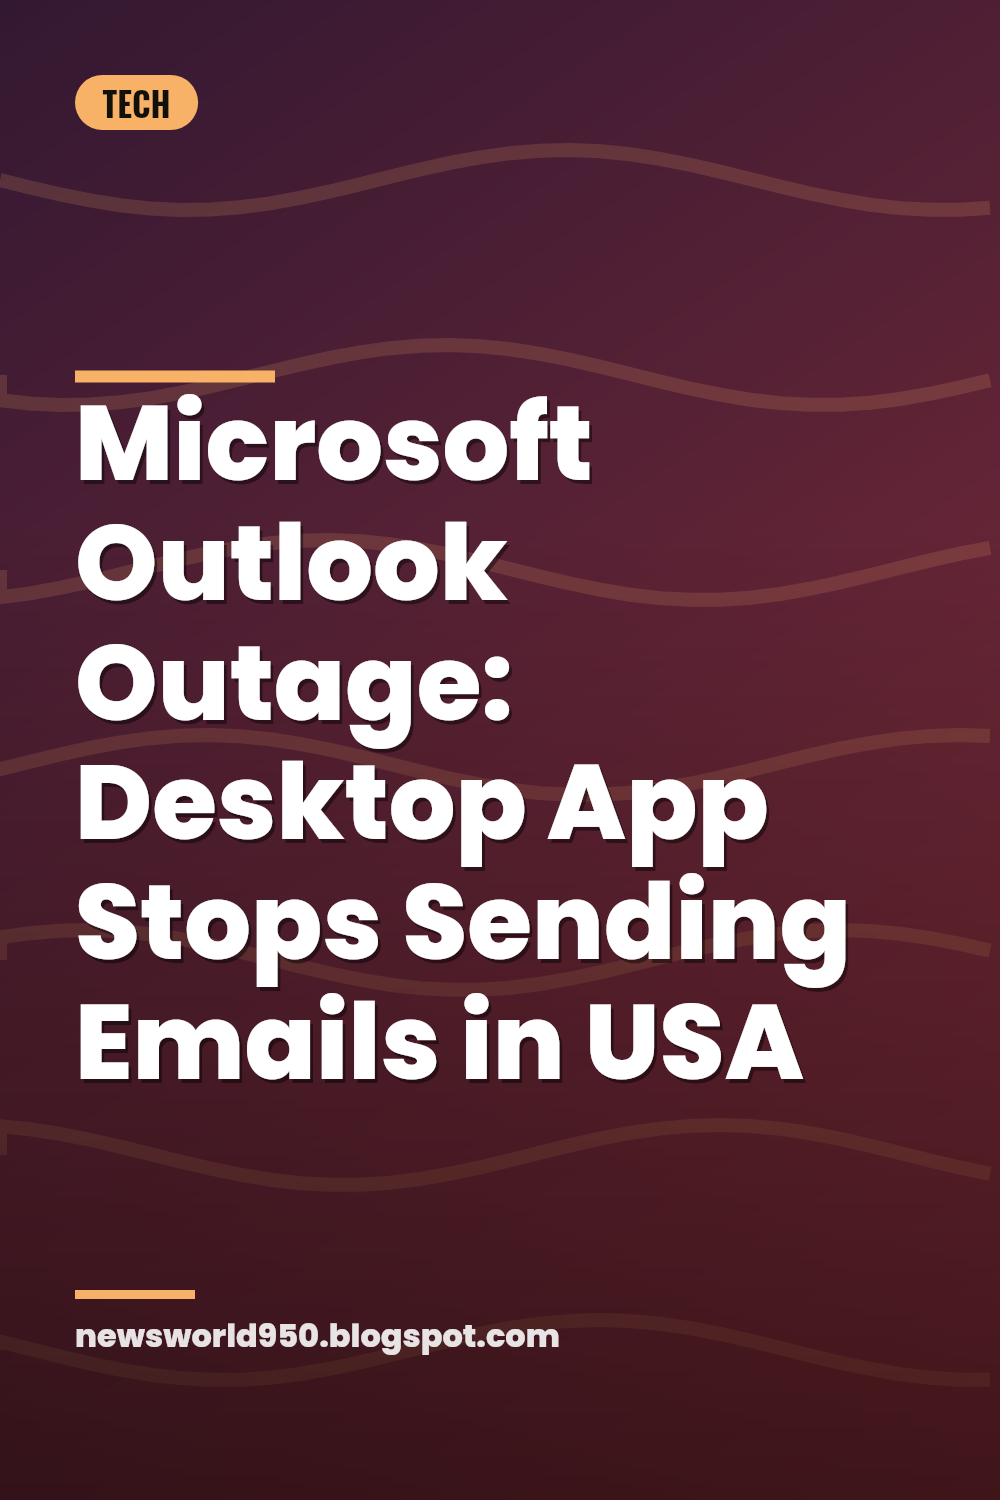 TECH
Microsoft
Outlook
Outage:
Desktop App
Stops Sending
Emails in USA
newsworld950.blogspot.com